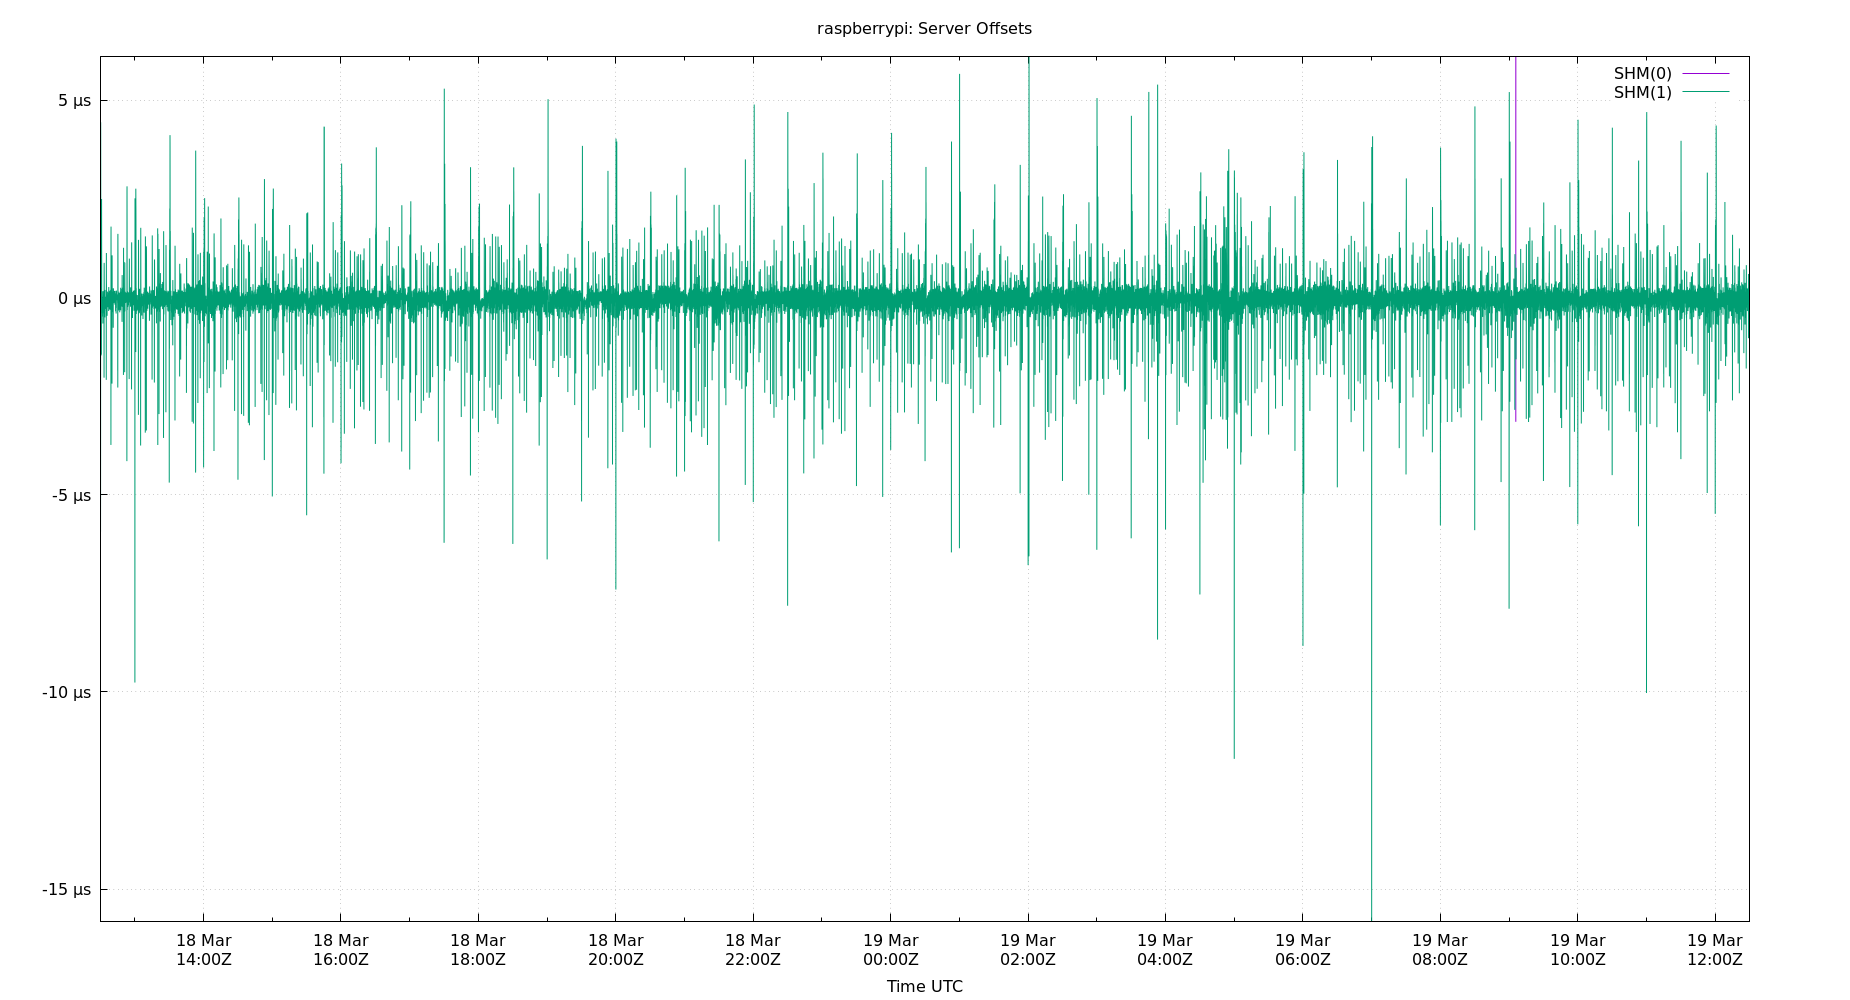 raspberrypi: Server Offsets
SHM(0)
SHM(1)
5 µs
0 µs
-5 µs
-10 µs
-15 µs
18 Mar 18 Mar 18 Mar 18 Mar 18 Mar 19 Mar 19 Mar 19 Mar 19 Mar 19 Mar 19 Mar 19 Mar
14:00Z 16:00Z 18:00Z 20:00Z 22:00Z 00:00Z 02:00Z 04:00Z 06:00Z 08:00Z 10:00Z 12:00Z
Time UTC